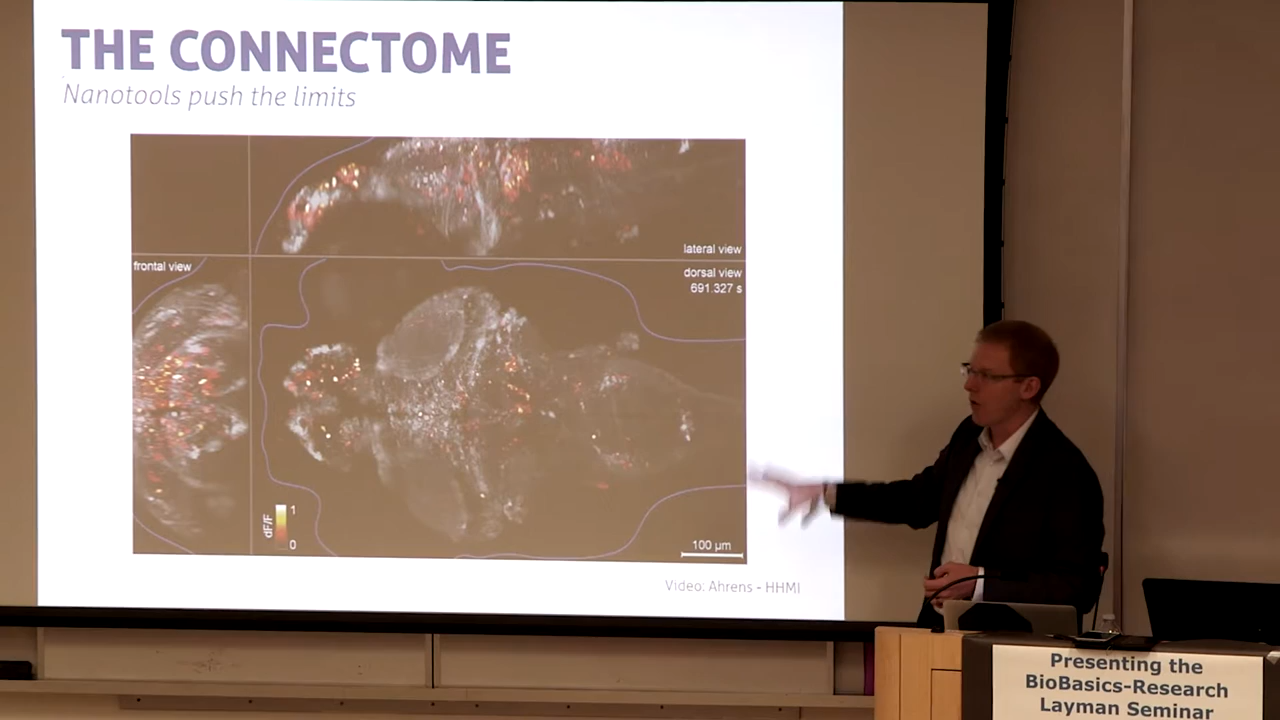 THE CONNECTOME
Nanotools push the limits
lateral view
frontal view
dorsal view
691.327 s
dF/F
1
0
100 µm
Video: Ahrens - HHMI
Presenting the
BioBasics-Research
Layman Seminar